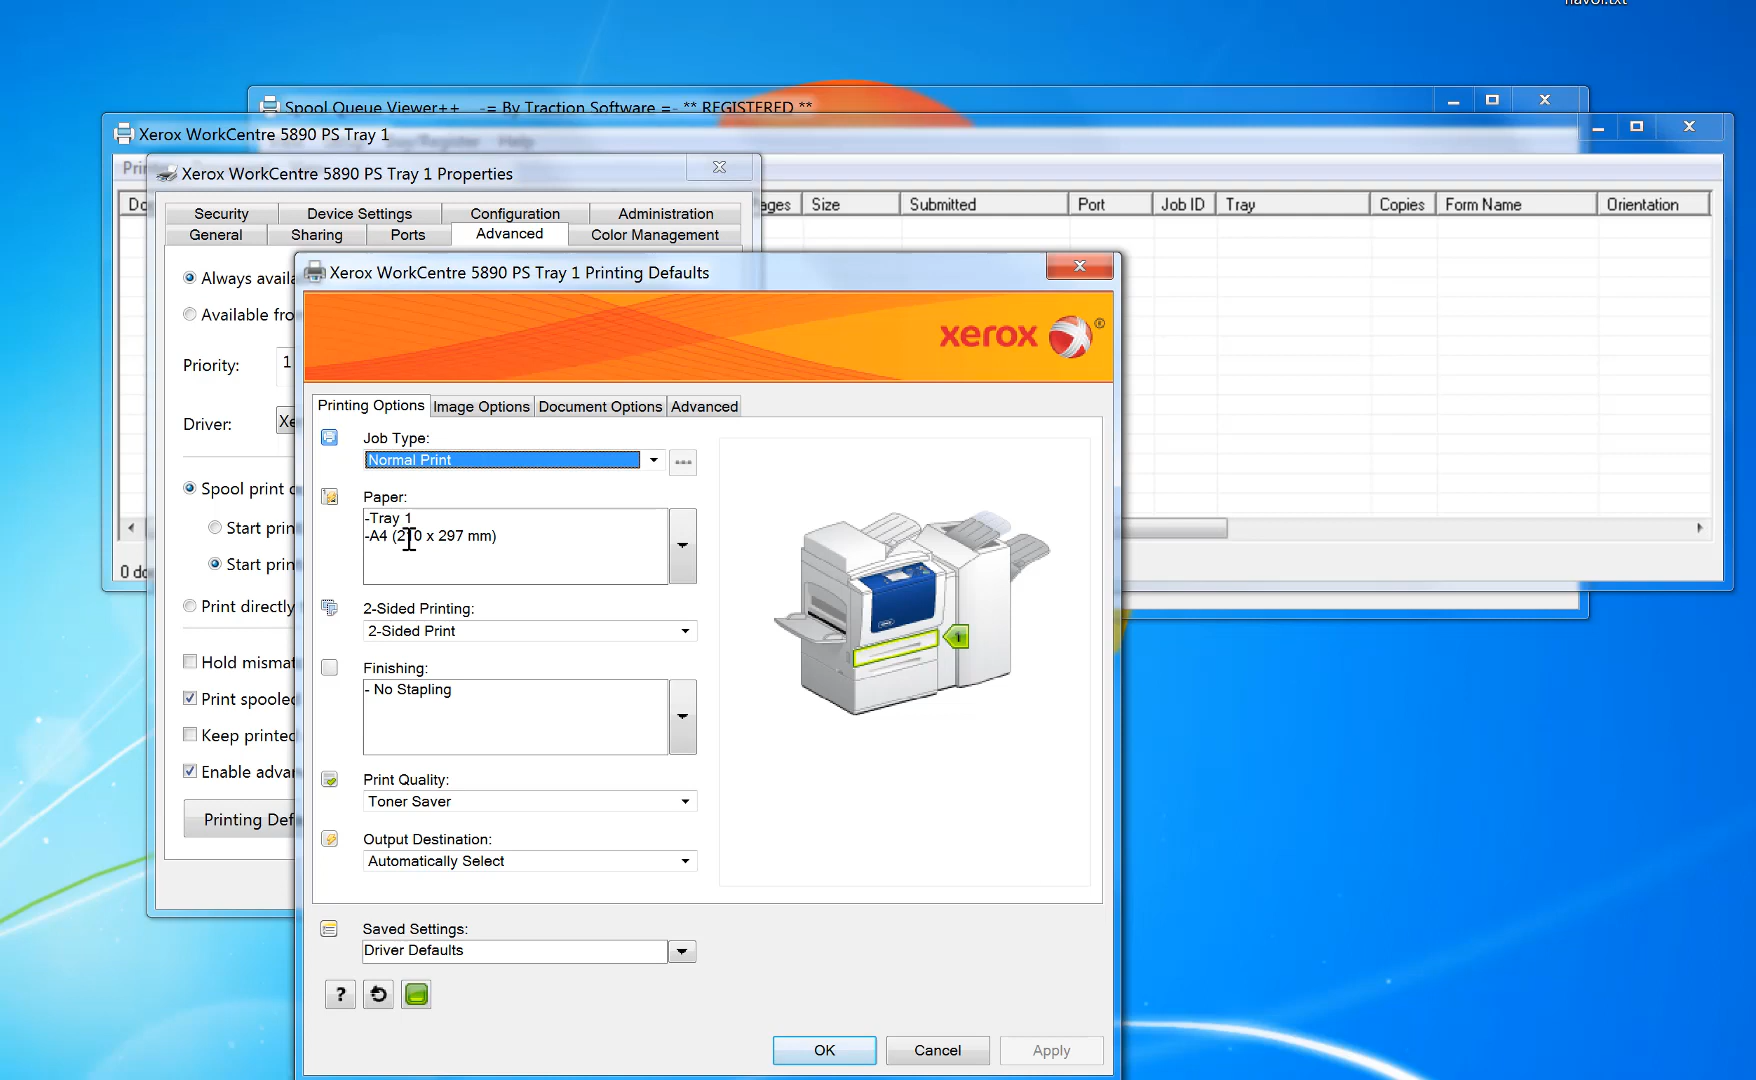 Spool Queue Viewer++ -= By Traction Software =- ** REGISTERED **
Xerox WorkCentre 5890 PS Tray 1
Help
Xerox WorkCentre 5890 PS Tray 1 Properties
ages Size Submitted Port Job ID Tray Copies Form Name Orientation
Security Device Settings Configuration Administration
General Sharing Ports Advanced Color Management
Always availa
Available fro
Priority: 1
Driver: Xe
Spool print
Start prin
Start prin
Print directly
Hold mismat
Print spooled
Keep printed
Enable advar
Printing Def
0 do
Xerox WorkCentre 5890 PS Tray 1 Printing Defaults
xerox ®
Printing Options Image Options Document Options Advanced
Job Type:
Normal Print
Paper:
-Tray 1
-A4 (210 x 297 mm)
2-Sided Printing:
2-Sided Print
Finishing:
- No Stapling
Print Quality:
Toner Saver
Output Destination:
Automatically Select
1
Saved Settings:
Driver Defaults
?
OK Cancel Apply